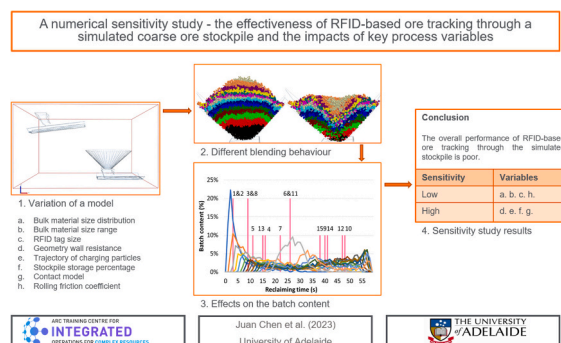 A numerical sensitivity study - the effectiveness of RFID-based ore tracking through a
simulated coarse ore stockpile and the impacts of key process variables
1. Variation of a model
a. Bulk material size distribution
b. Bulk material size range
c. RFID tag size
d. Geometry wall resistance
e. Trajectory of charging particles
f. Stockpile storage percentage
g. Contact model
h. Rolling friction coefficient
2. Different blending behaviour
Batch content (%)
25%
20%
15%
10%
5%
0%
1&2 3&8 6&11
5 13 4 7 15 9 14 12 10
0 5 10 15 20 25 30 35 40 45 50 55
Reclaiming time (s)
3. Effects on the batch content
Conclusion
The overall performance of RFID-based
ore tracking through the simulated
stockpile is poor.
Sensitivity Variables
Low a. b. c. h.
High d. e. f. g.
4. Sensitivity study results
ARC TRAINING CENTRE FOR
INTEGRATED
OPERATIONS FOR COMPLEX RESOURCES
Juan Chen et al. (2023)
University of Adelaide
THE UNIVERSITY
of ADELAIDE